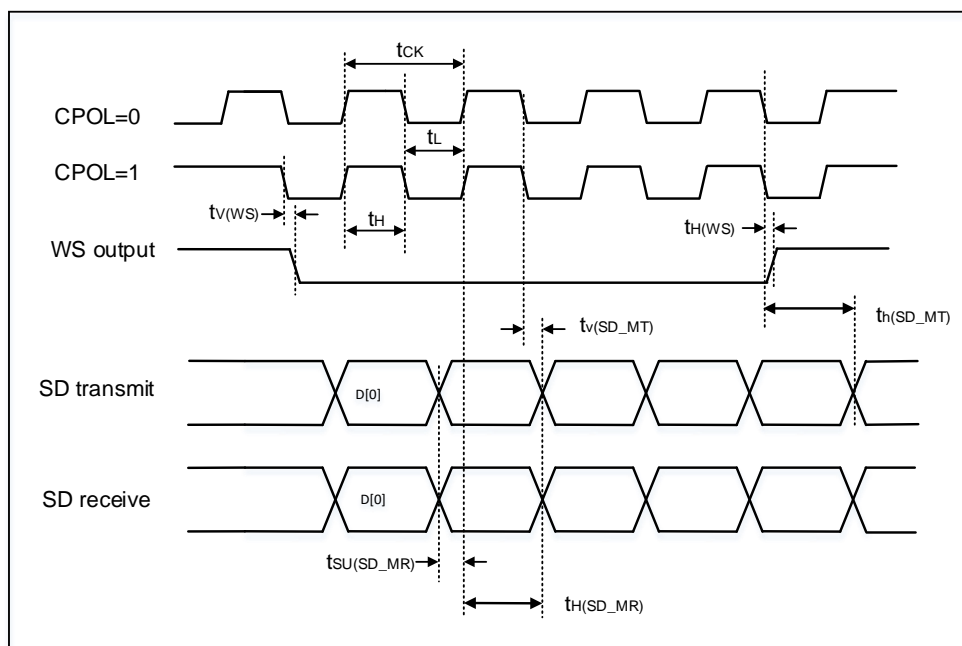 tCK
CPOL=0
tL
CPOL=1
tV(WS)
tH
tH(WS)
WS output
tv(SD_MT)
th(SD_MT)
SD transmit
D[0]
SD receive
D[0]
tSU(SD_MR)
tH(SD_MR)